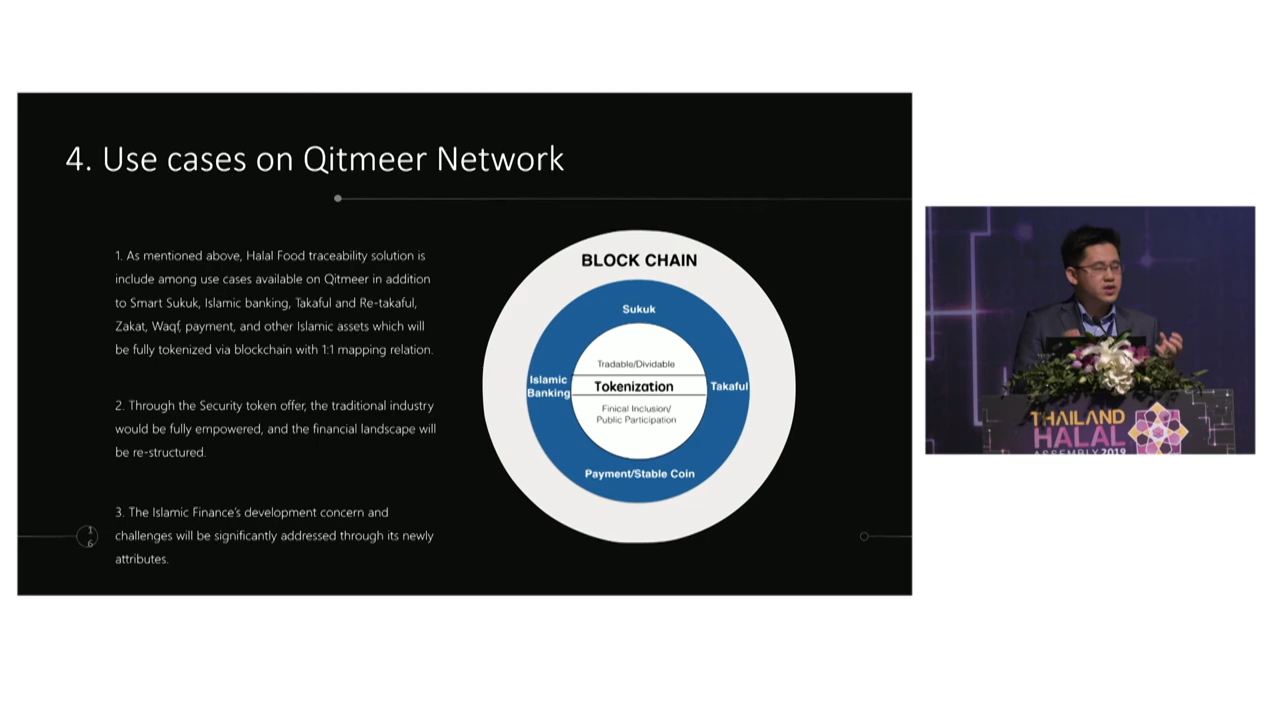 4. Use cases on Qitmeer Network
1. As mentioned above, Halal Food traceability solution is
include among use cases available on Qitmeer in addition
to Smart Sukuk, Islamic banking, Takaful and Re-takaful,
Zakat, Waqf, payment, and other Islamic assets which will
be fully tokenized via blockchain with 1:1 mapping relation.
2. Through the Security token offer, the traditional industry
would be fully empowered, and the financial landscape will
be re-structured.
3. The Islamic Finance's development concern and
challenges will be significantly addressed through its newly
attributes.
1
6
BLOCK CHAIN
Sukuk
Tradable/Dividable
Islamic
Banking
Tokenization
Takaful
Finical Inclusion/
Public Participation
Payment/Stable Coin
THAILAND
HALAL
ASSEMBLY 2019